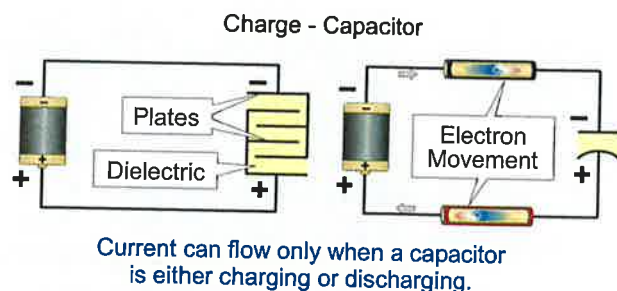 Charge - Capacitor
Plates
Dielectric
Electron
Movement
Current can flow only when a capacitor
is either charging or discharging.